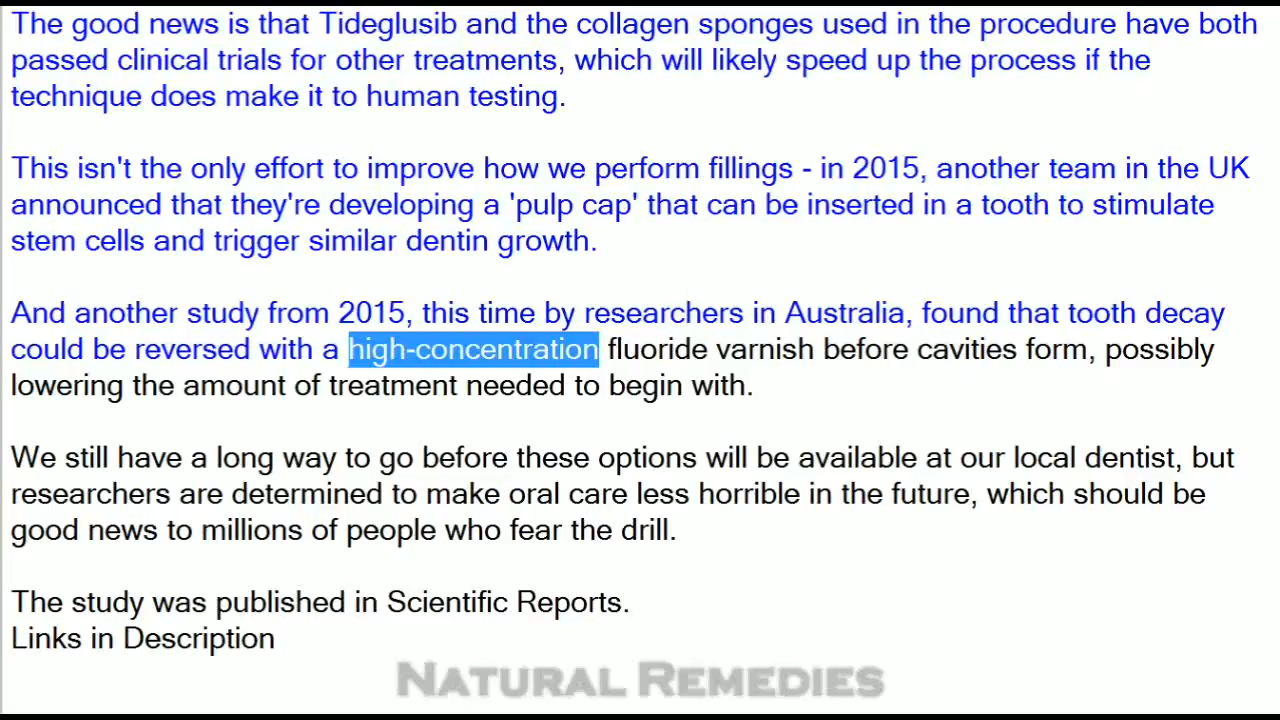 The good news is that Tideglusib and the collagen sponges used in the procedure have both
passed clinical trials for other treatments, which will likely speed up the process if the
technique does make it to human testing.
This isn't the only effort to improve how we perform fillings - in 2015, another team in the UK
announced that they're developing a 'pulp cap' that can be inserted in a tooth to stimulate
stem cells and trigger similar dentin growth.
And another study from 2015, this time by researchers in Australia, found that tooth decay
could be reversed with a high-concentration fluoride varnish before cavities form, possibly
lowering the amount of treatment needed to begin with.
We still have a long way to go before these options will be available at our local dentist, but
researchers are determined to make oral care less horrible in the future, which should be
good news to millions of people who fear the drill.
The study was published in Scientific Reports.
Links in Description
NATURAL REMEDIES